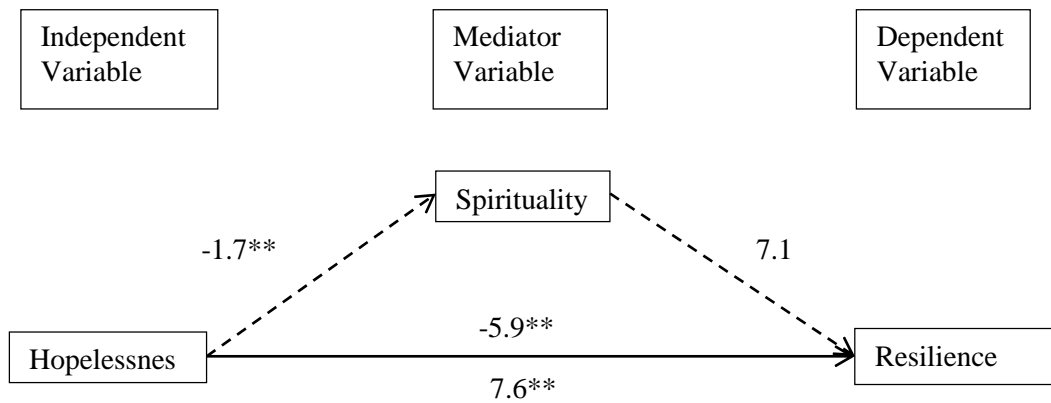 Independent
Variable
Mediator
Variable
Dependent
Variable
Spirituality
-1.7**
7.1
-5.9**
Hopelessnes
Resilience
7.6**